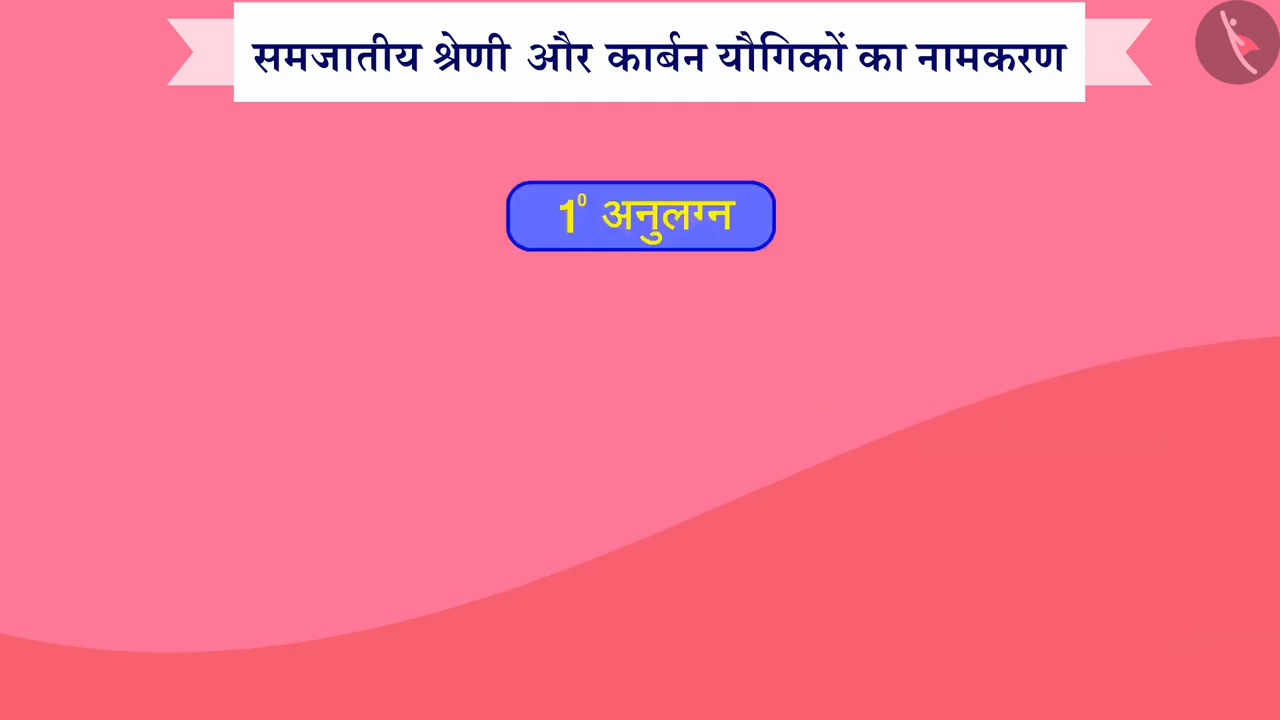 समजातीय श्रेणी और कार्बन यौगिकों का नामकरण
1⁰ अनुलग्न